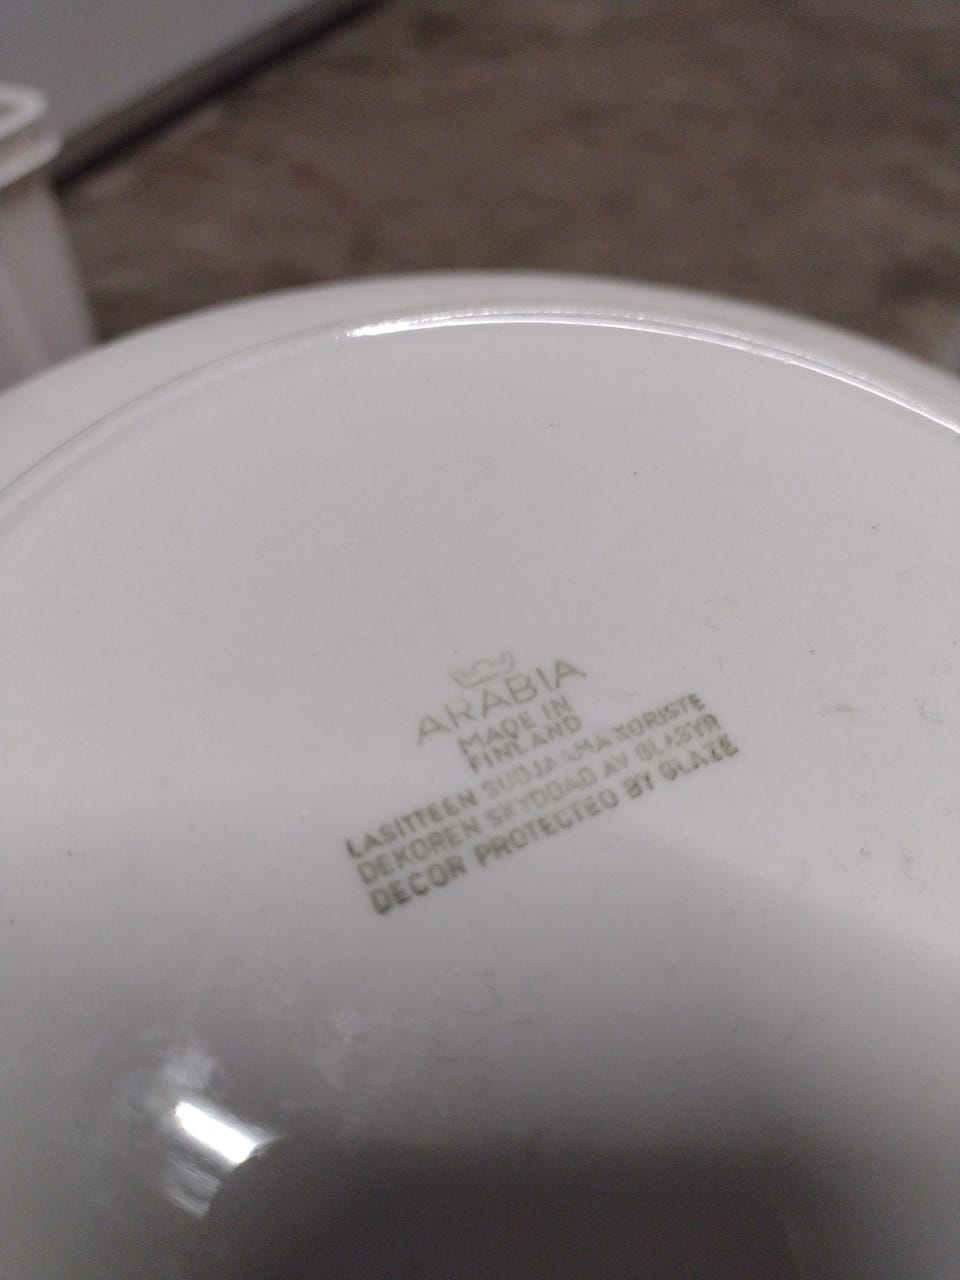 ARABIA
MADE IN
FINLAND
LASITTEEN SUOJAAMA KORISTE
DEKOREN SKYDDAD AV GLASYR
DECOR PROTECTED BY GLAZE